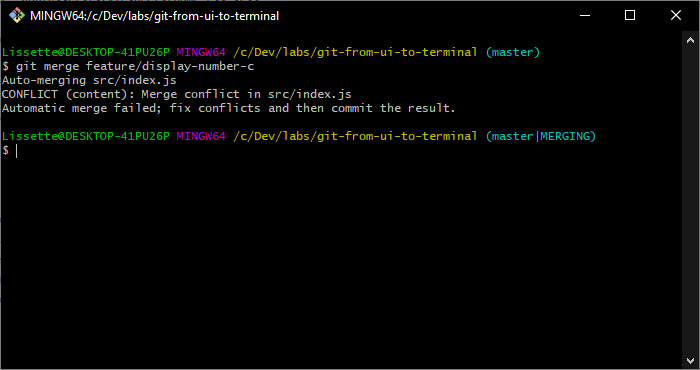 MINGW64:/c/Dev/labs/git-from-ui-to-terminal
Lissette@DESKTOP-41PU26P MINGW64 /c/Dev/labs/git-from-ui-to-terminal (master)
$ git merge feature/display-number-c
Auto-merging src/index.js
CONFLICT (content): Merge conflict in src/index.js
Automatic merge failed; fix conflicts and then commit the result.
Lissette@DESKTOP-41PU26P MINGW64 /c/Dev/labs/git-from-ui-to-terminal (master|MERGING)
$